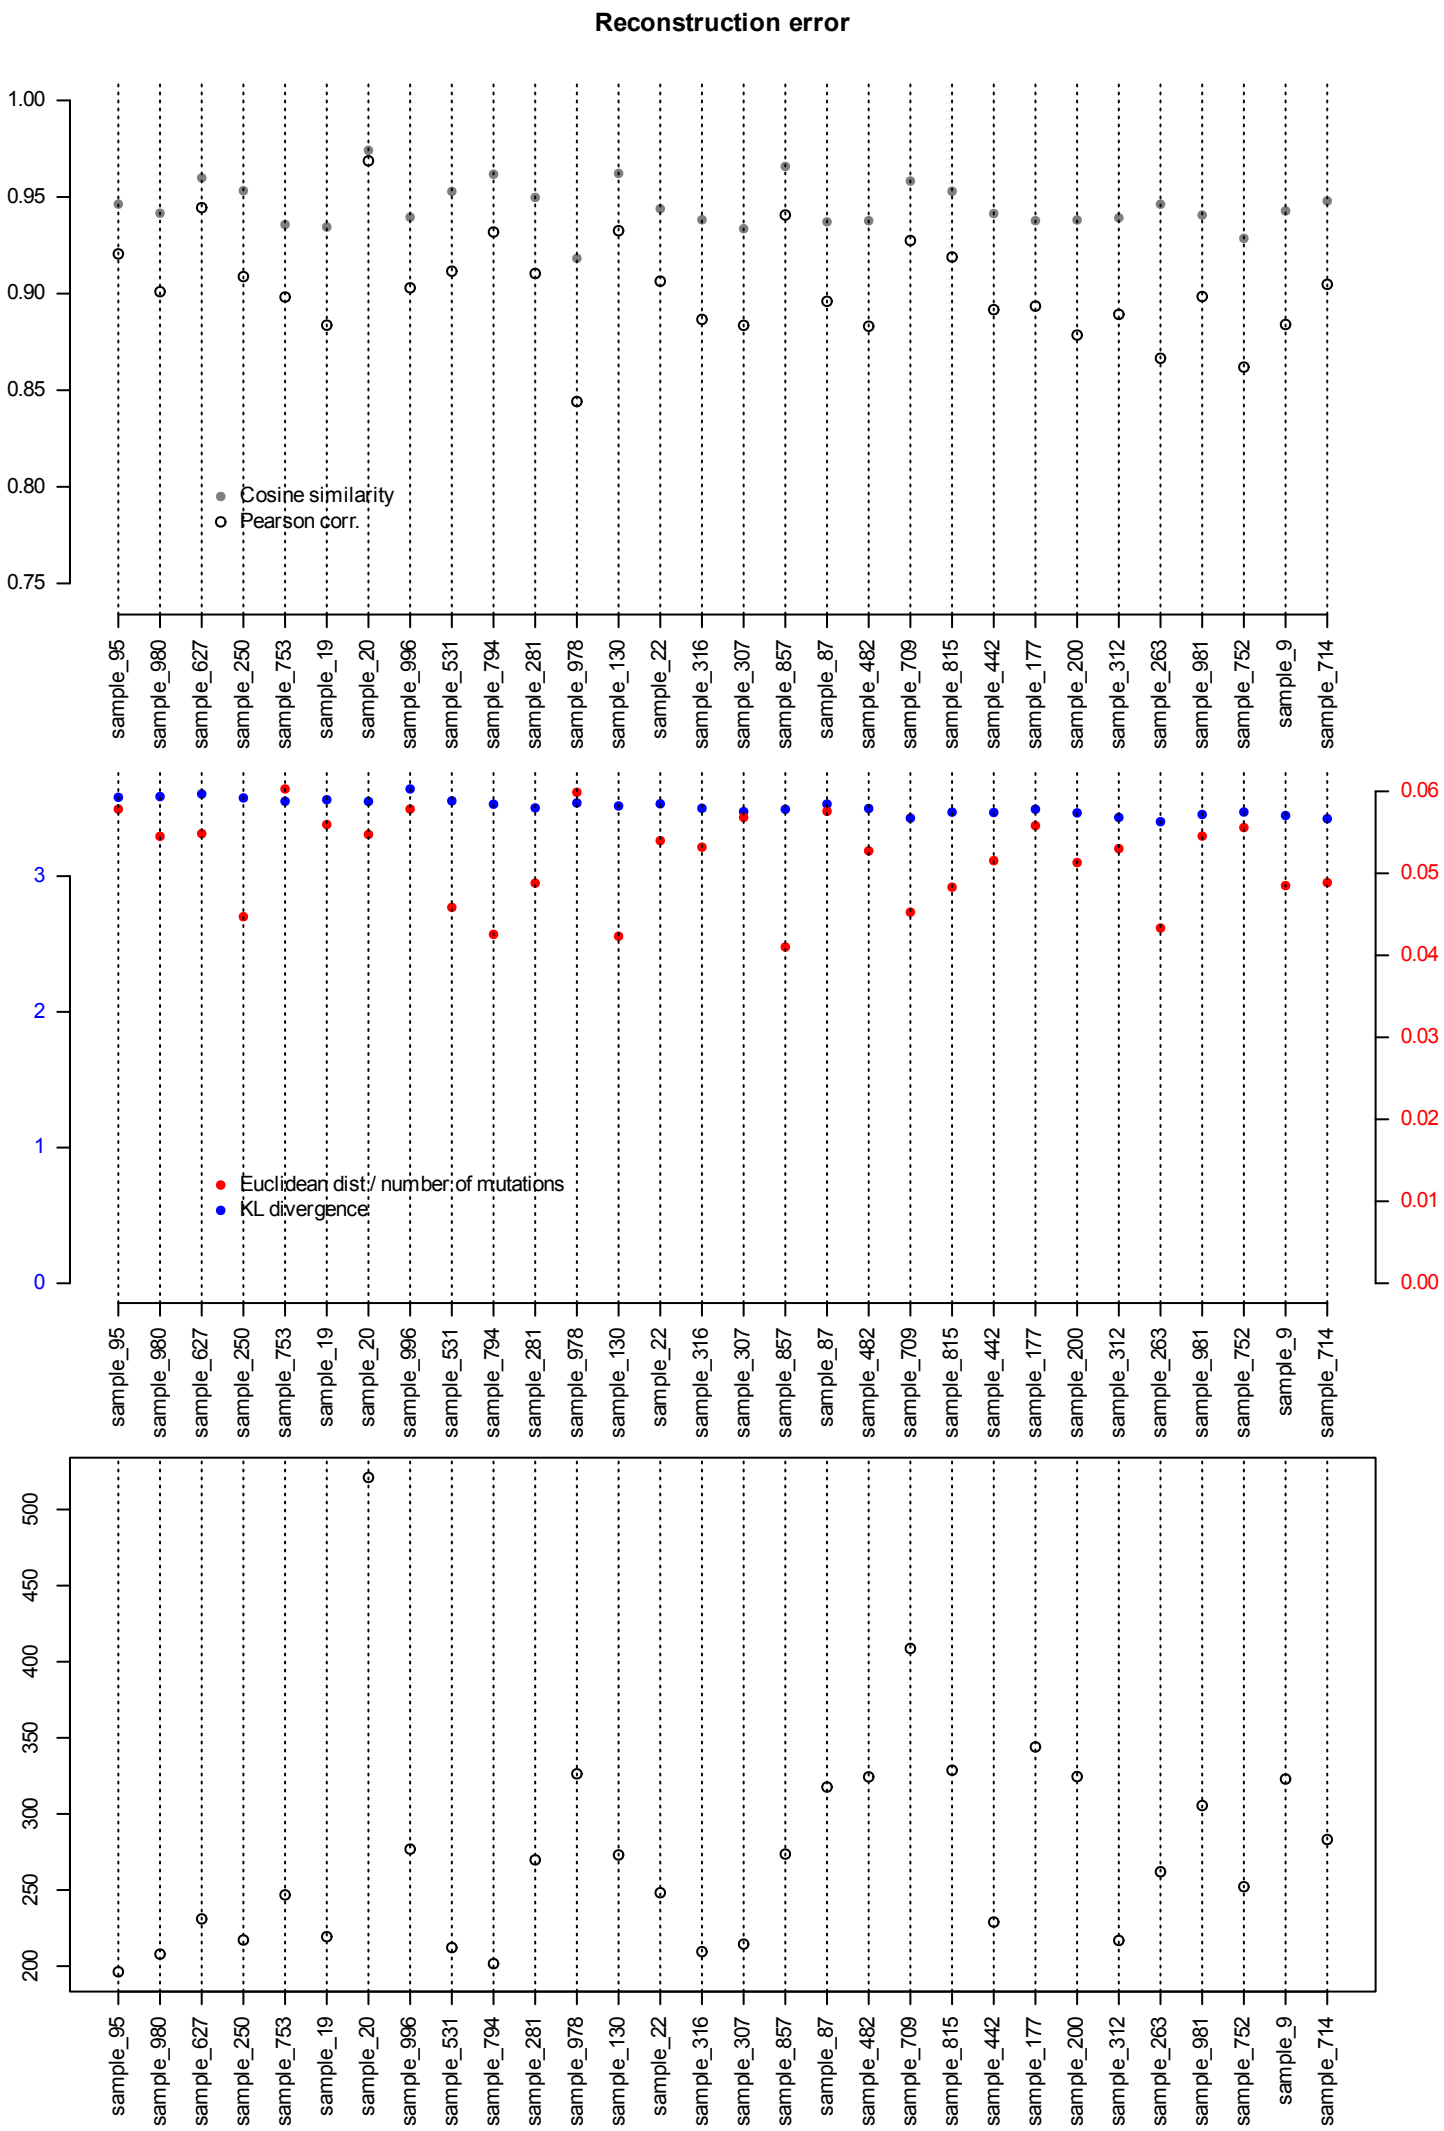 Reconstruction error
1.00
0.95
0.90
0.85
0.80
0.75
Cosine similarity
Pearson corr.
sample_95
sample_980
sample_627
sample_250
sample_753
sample_19
sample_20
sample_996
sample_531
sample_794
sample_281
sample_978
sample_130
sample_22
sample_316
sample_307
sample_857
sample_87
sample_482
sample_709
sample_815
sample_442
sample_177
sample_200
sample_312
sample_263
sample_981
sample_752
sample_9
sample_714
3
2
1
0
Euclidean dist./ number of mutations
KL divergence
0.06
0.05
0.04
0.03
0.02
0.01
0.00
sample_95
sample_980
sample_627
sample_250
sample_753
sample_19
sample_20
sample_996
sample_531
sample_794
sample_281
sample_978
sample_130
sample_22
sample_316
sample_307
sample_857
sample_87
sample_482
sample_709
sample_815
sample_442
sample_177
sample_200
sample_312
sample_263
sample_981
sample_752
sample_9
sample_714
500
450
400
350
300
250
200
sample_95
sample_980
sample_627
sample_250
sample_753
sample_19
sample_20
sample_996
sample_531
sample_794
sample_281
sample_978
sample_130
sample_22
sample_316
sample_307
sample_857
sample_87
sample_482
sample_709
sample_815
sample_442
sample_177
sample_200
sample_312
sample_263
sample_981
sample_752
sample_9
sample_714